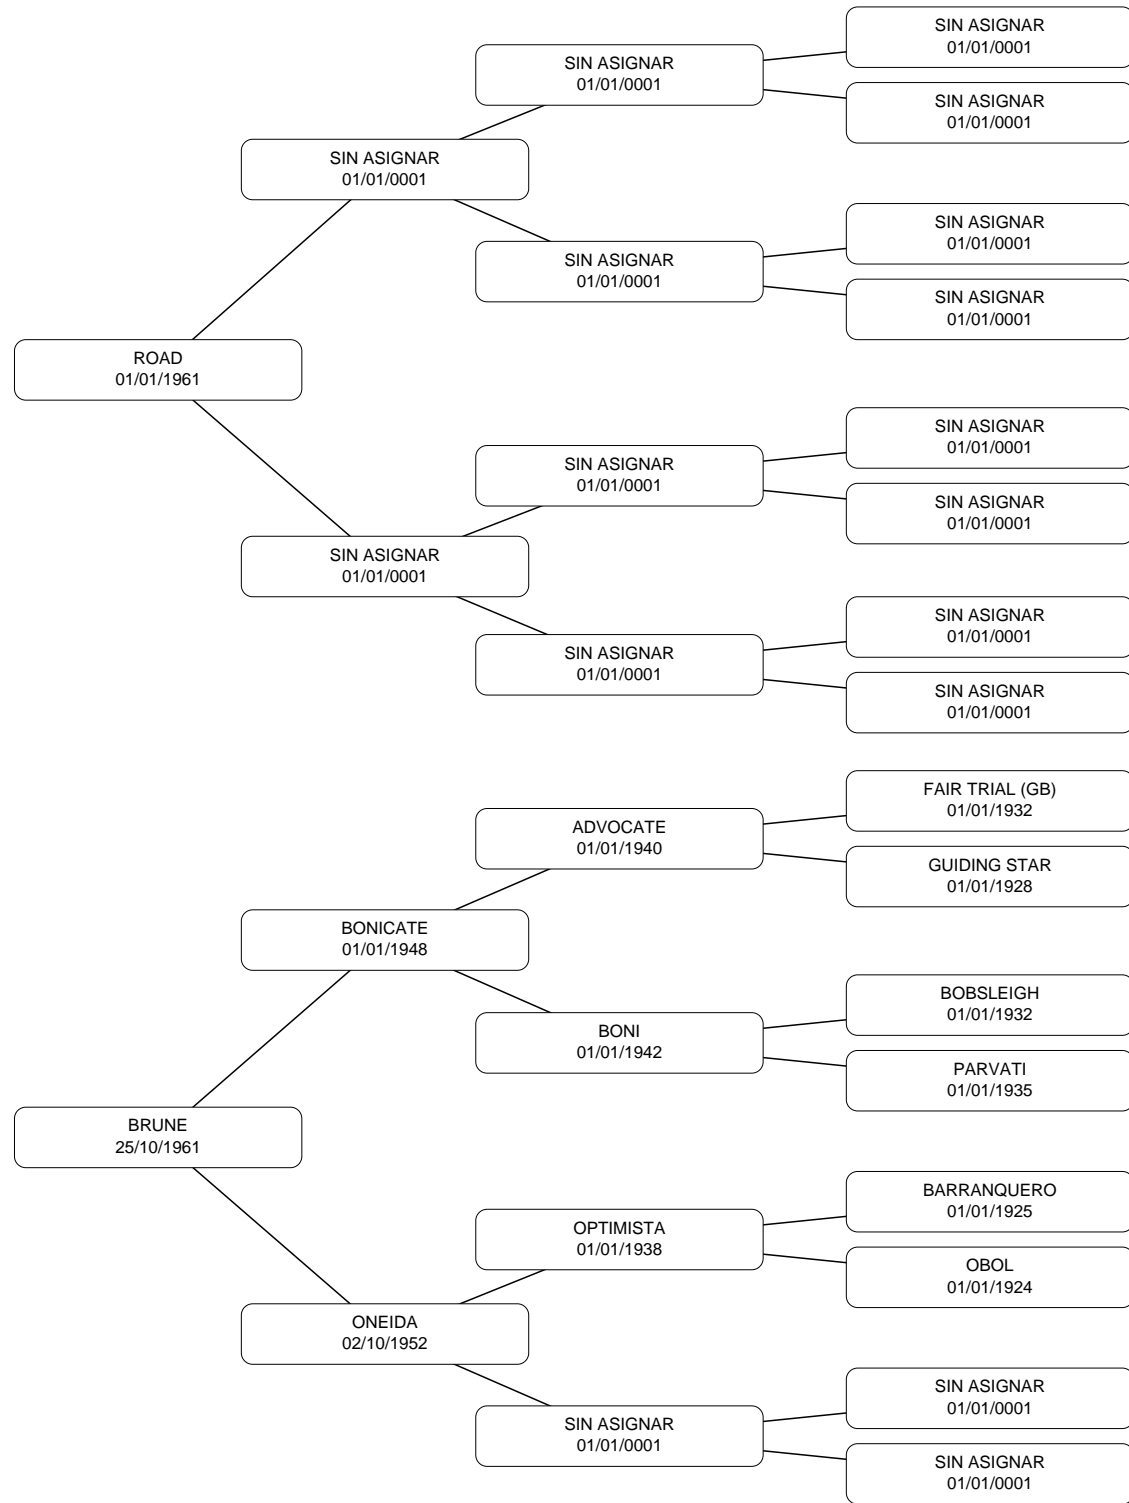 SIN ASIGNAR
01/01/0001
SIN ASIGNAR
01/01/0001
SIN ASIGNAR
01/01/0001
SIN ASIGNAR
01/01/0001
SIN ASIGNAR
01/01/0001
SIN ASIGNAR
01/01/0001
SIN ASIGNAR
01/01/0001
ROAD
01/01/1961
SIN ASIGNAR
01/01/0001
SIN ASIGNAR
01/01/0001
SIN ASIGNAR
01/01/0001
SIN ASIGNAR
01/01/0001
SIN ASIGNAR
01/01/0001
SIN ASIGNAR
01/01/0001
SIN ASIGNAR
01/01/0001
FAIR TRIAL (GB)
01/01/1932
ADVOCATE
01/01/1940
GUIDING STAR
01/01/1928
BONICATE
01/01/1948
BOBSLEIGH
01/01/1932
BONI
01/01/1942
PARVATI
01/01/1935
BRUNE
25/10/1961
BARRANQUERO
01/01/1925
OPTIMISTA
01/01/1938
OBOL
01/01/1924
ONEIDA
02/10/1952
SIN ASIGNAR
01/01/0001
SIN ASIGNAR
01/01/0001
SIN ASIGNAR
01/01/0001